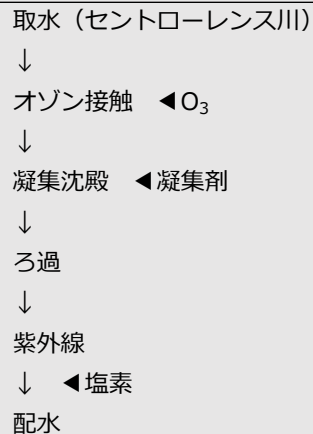 取水（セントローレンス川）
↓
オゾン接触　◀O₃
↓
凝集沈殿　◀凝集剤
↓
ろ過
↓
紫外線
↓　◀塩素
配水